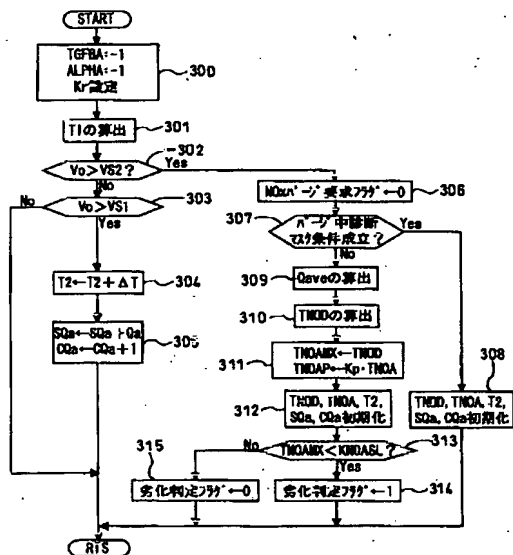 START
TGFBA←1
ALPHA←1
Kr設定
300
TIの算出
301
Vo>VS2?
302
Yes
No
Vo>VS1
303
No
Yes
NOxパージ要求フラグ←0
306
307
パージ中診断
マスク条件成立?
Yes
No
T2←T2+ΔT
304
309
Qaveの算出
310
TNODの算出
SQa←SQa+Qa
CQa←CQa+1
305
311
TNOAMX←TNOD
TNOAP←Kp・TNOA
312
TNOD, TNOA, T2,
SQa, CQa初期化
308
TNOD, TNOA, T2,
SQa, CQa初期化
TNOAMX<KNOASL?
313
No
Yes
315
劣化判定フラグ←0
劣化判定フラグ←1
314